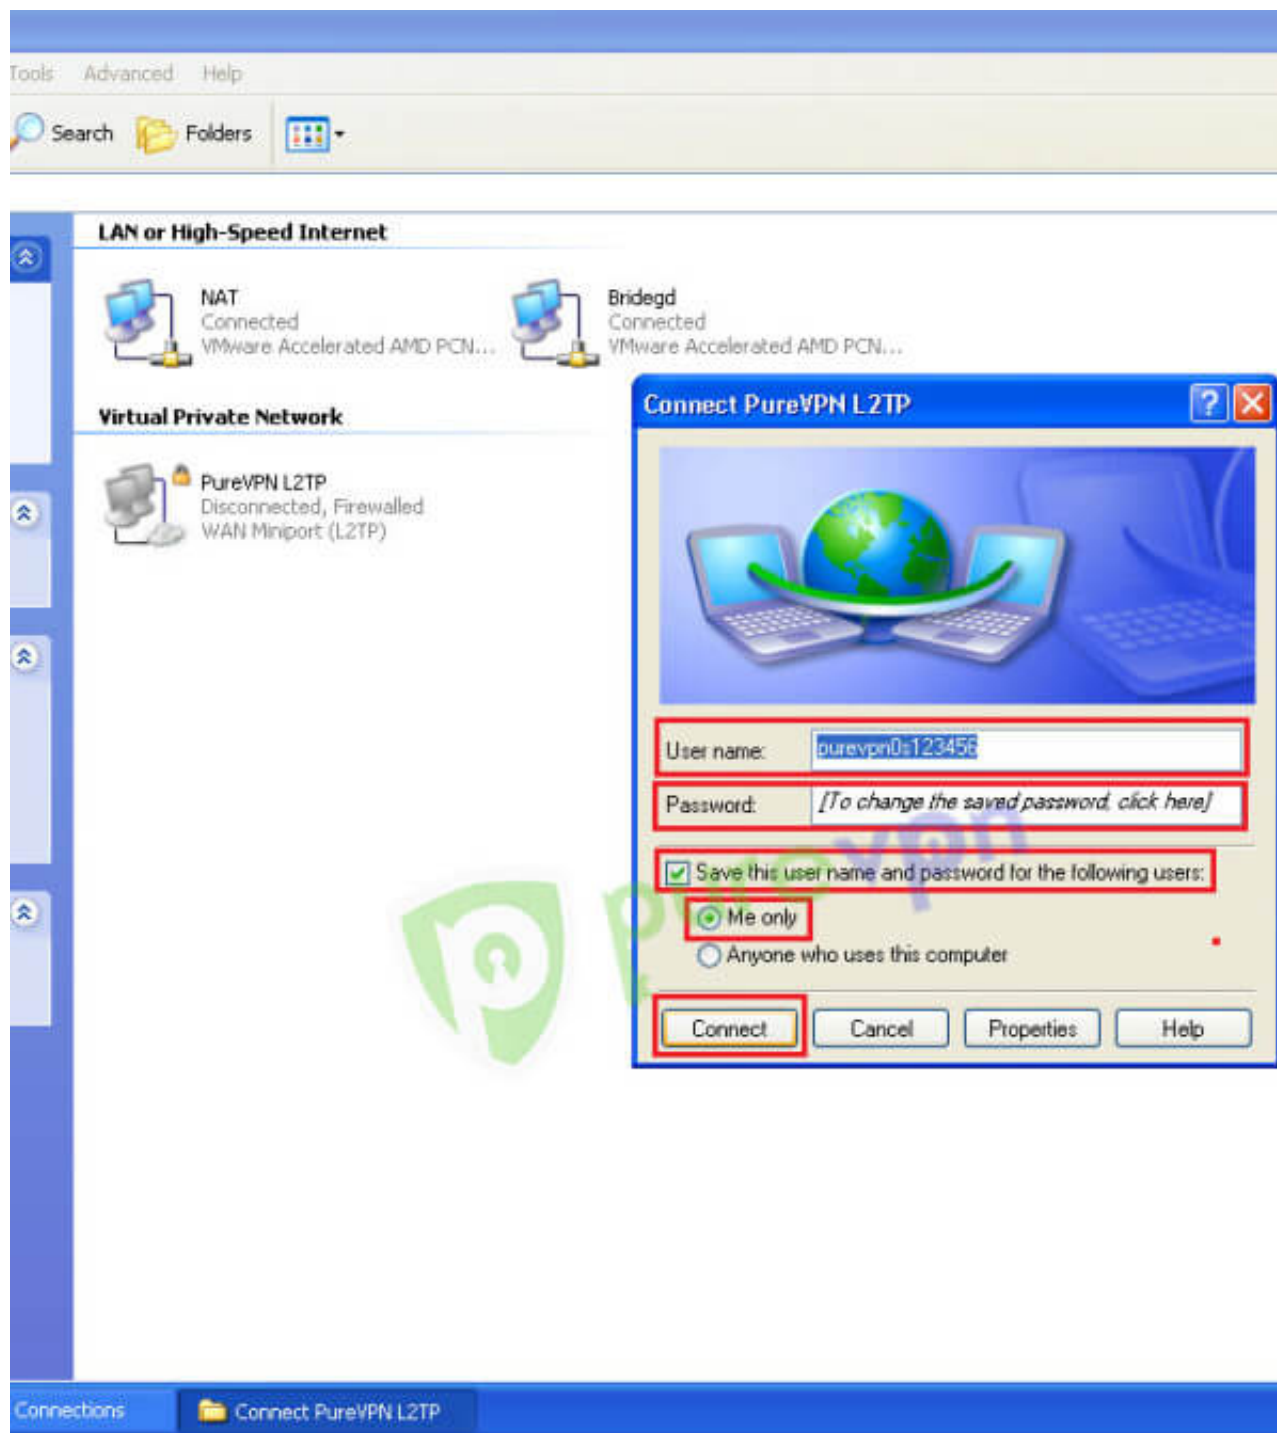 Tools Advanced Help
Search Folders
LAN or High-Speed Internet
NAT
Connected
VMware Accelerated AMD PCN...
Bridegd
Connected
VMware Accelerated AMD PCN...
Virtual Private Network
PureVPN L2TP
Disconnected, Firewalled
WAN Miniport (L2TP)
Connect PureVPN L2TP
User name: purevpn0s123456
Password: [To change the saved password, click here]
purevpn
Save this user name and password for the following users:
Me only
Anyone who uses this computer
Connect Cancel Properties Help
Connections Connect PureVPN L2TP